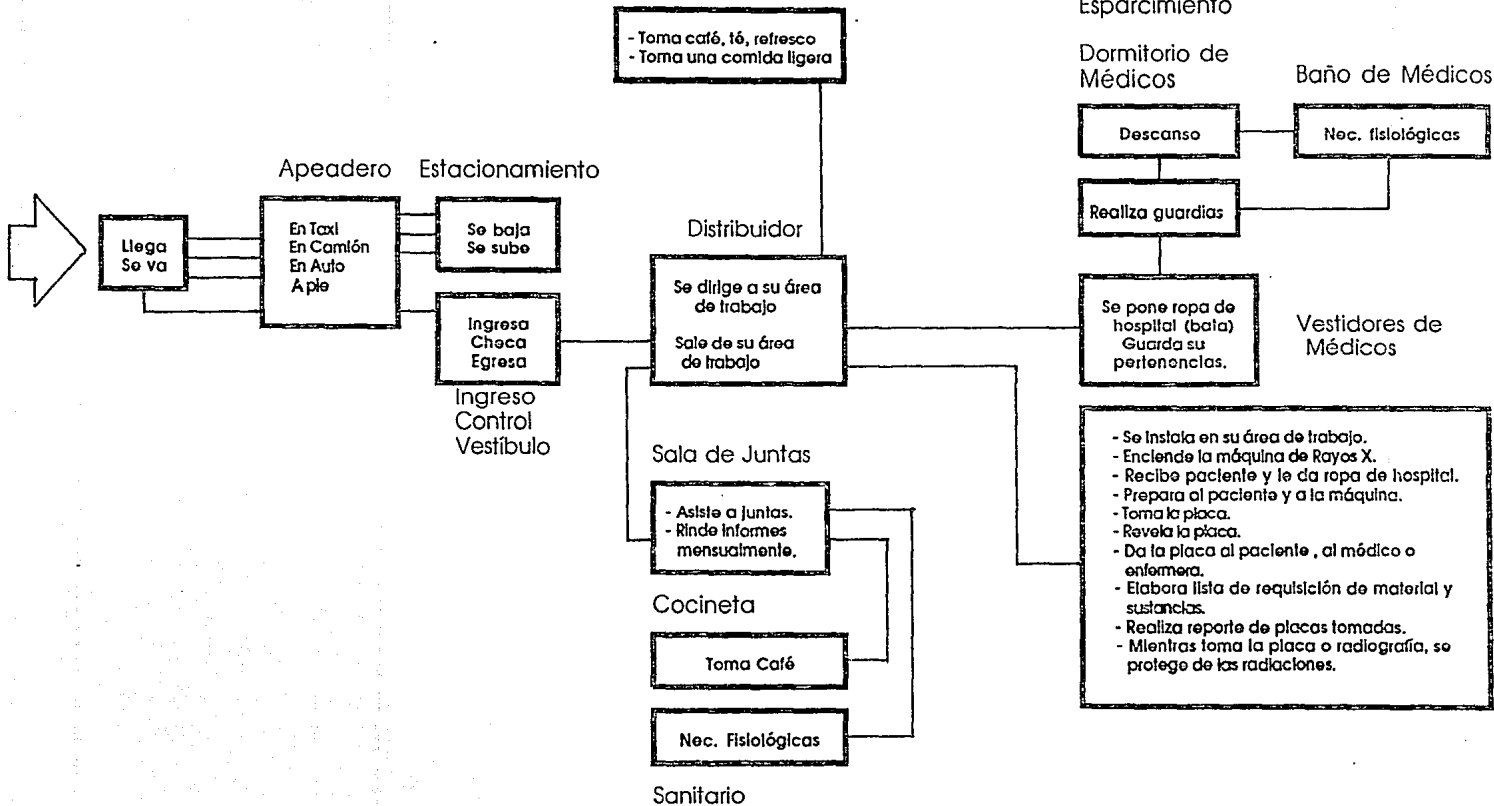 Esparcimiento
- Toma café, té, refresco
- Toma una comida ligera
Dormitorio de
Médicos
Baño de Médicos
Descanso
Nec. fisiológicas
Realiza guardias
Apeadero
Estacionamiento
Llega
Se va
En Taxi
En Camión
En Auto
A pie
Se baja
Se sube
Ingresa
Checa
Egresa
Ingreso
Control
Vestíbulo
Distribuidor
Se dirige a su área
de trabajo
Sale de su área
de trabajo
Se pone ropa de
hospital (bata)
Guarda su
pertenencias.
Vestidores de
Médicos
Sala de Juntas
- Asiste a juntas.
- Rinde informes
mensualmente.
Cocineta
Toma Café
Nec. Fisiológicas
Sanitario
- Se instala en su área de trabajo.
- Enciende la máquina de Rayos X.
- Recibe paciente y le da ropa de hospital.
- Prepara al paciente y a la máquina.
- Toma la placa.
- Revela la placa.
- Da la placa al paciente, al médico o
enfermera.
- Elabora lista de requisición de material y
sustancias.
- Realiza reporte de placas tomadas.
- Mientras toma la placa o radiografía, se
protege de las radiaciones.